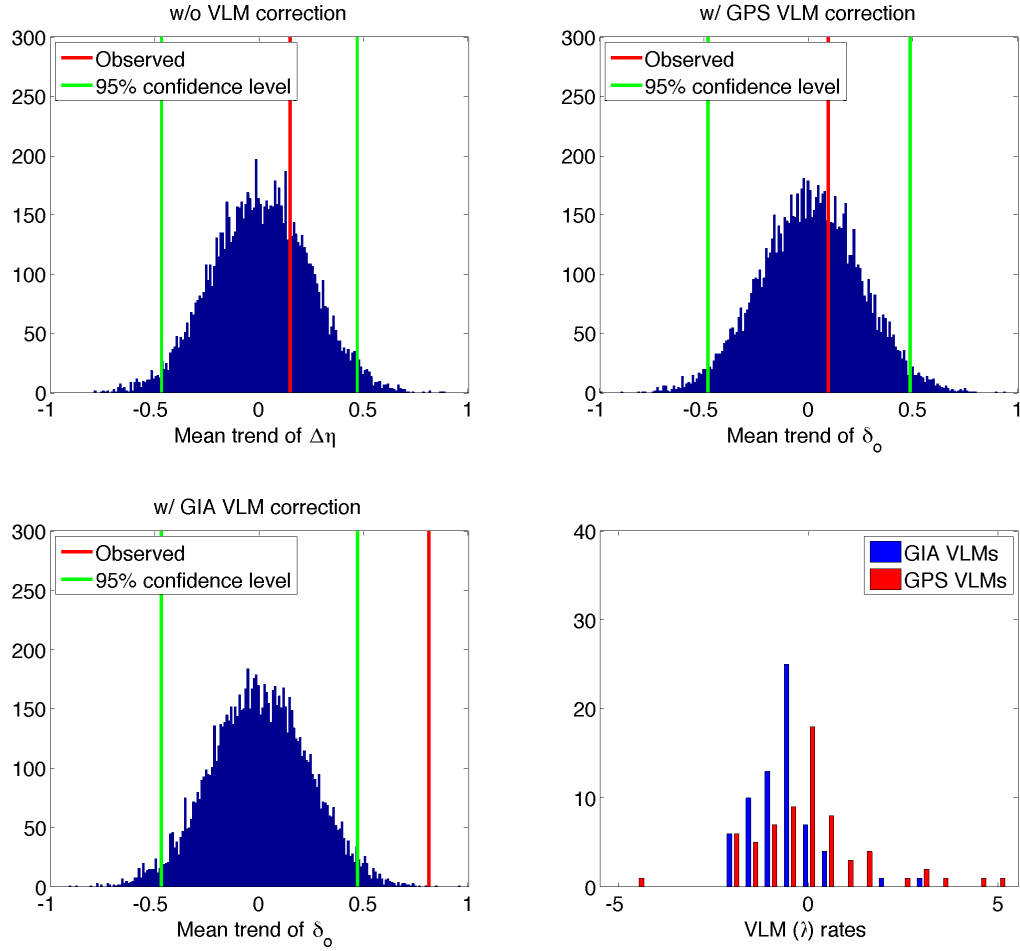 w/o VLM correction
300
250
200
150
100
50
0
-1
-0.5
0
0.5
1
Observed
95% confidence level
Mean trend of Δη
w/ GPS VLM correction
300
250
200
150
100
50
0
-1
-0.5
0
0.5
1
Observed
95% confidence level
Mean trend of δo
w/ GIA VLM correction
300
250
200
150
100
50
0
-1
-0.5
0
0.5
1
Observed
95% confidence level
Mean trend of δo
40
30
20
10
0
-5
0
5
GIA VLMs
GPS VLMs
VLM (λ) rates